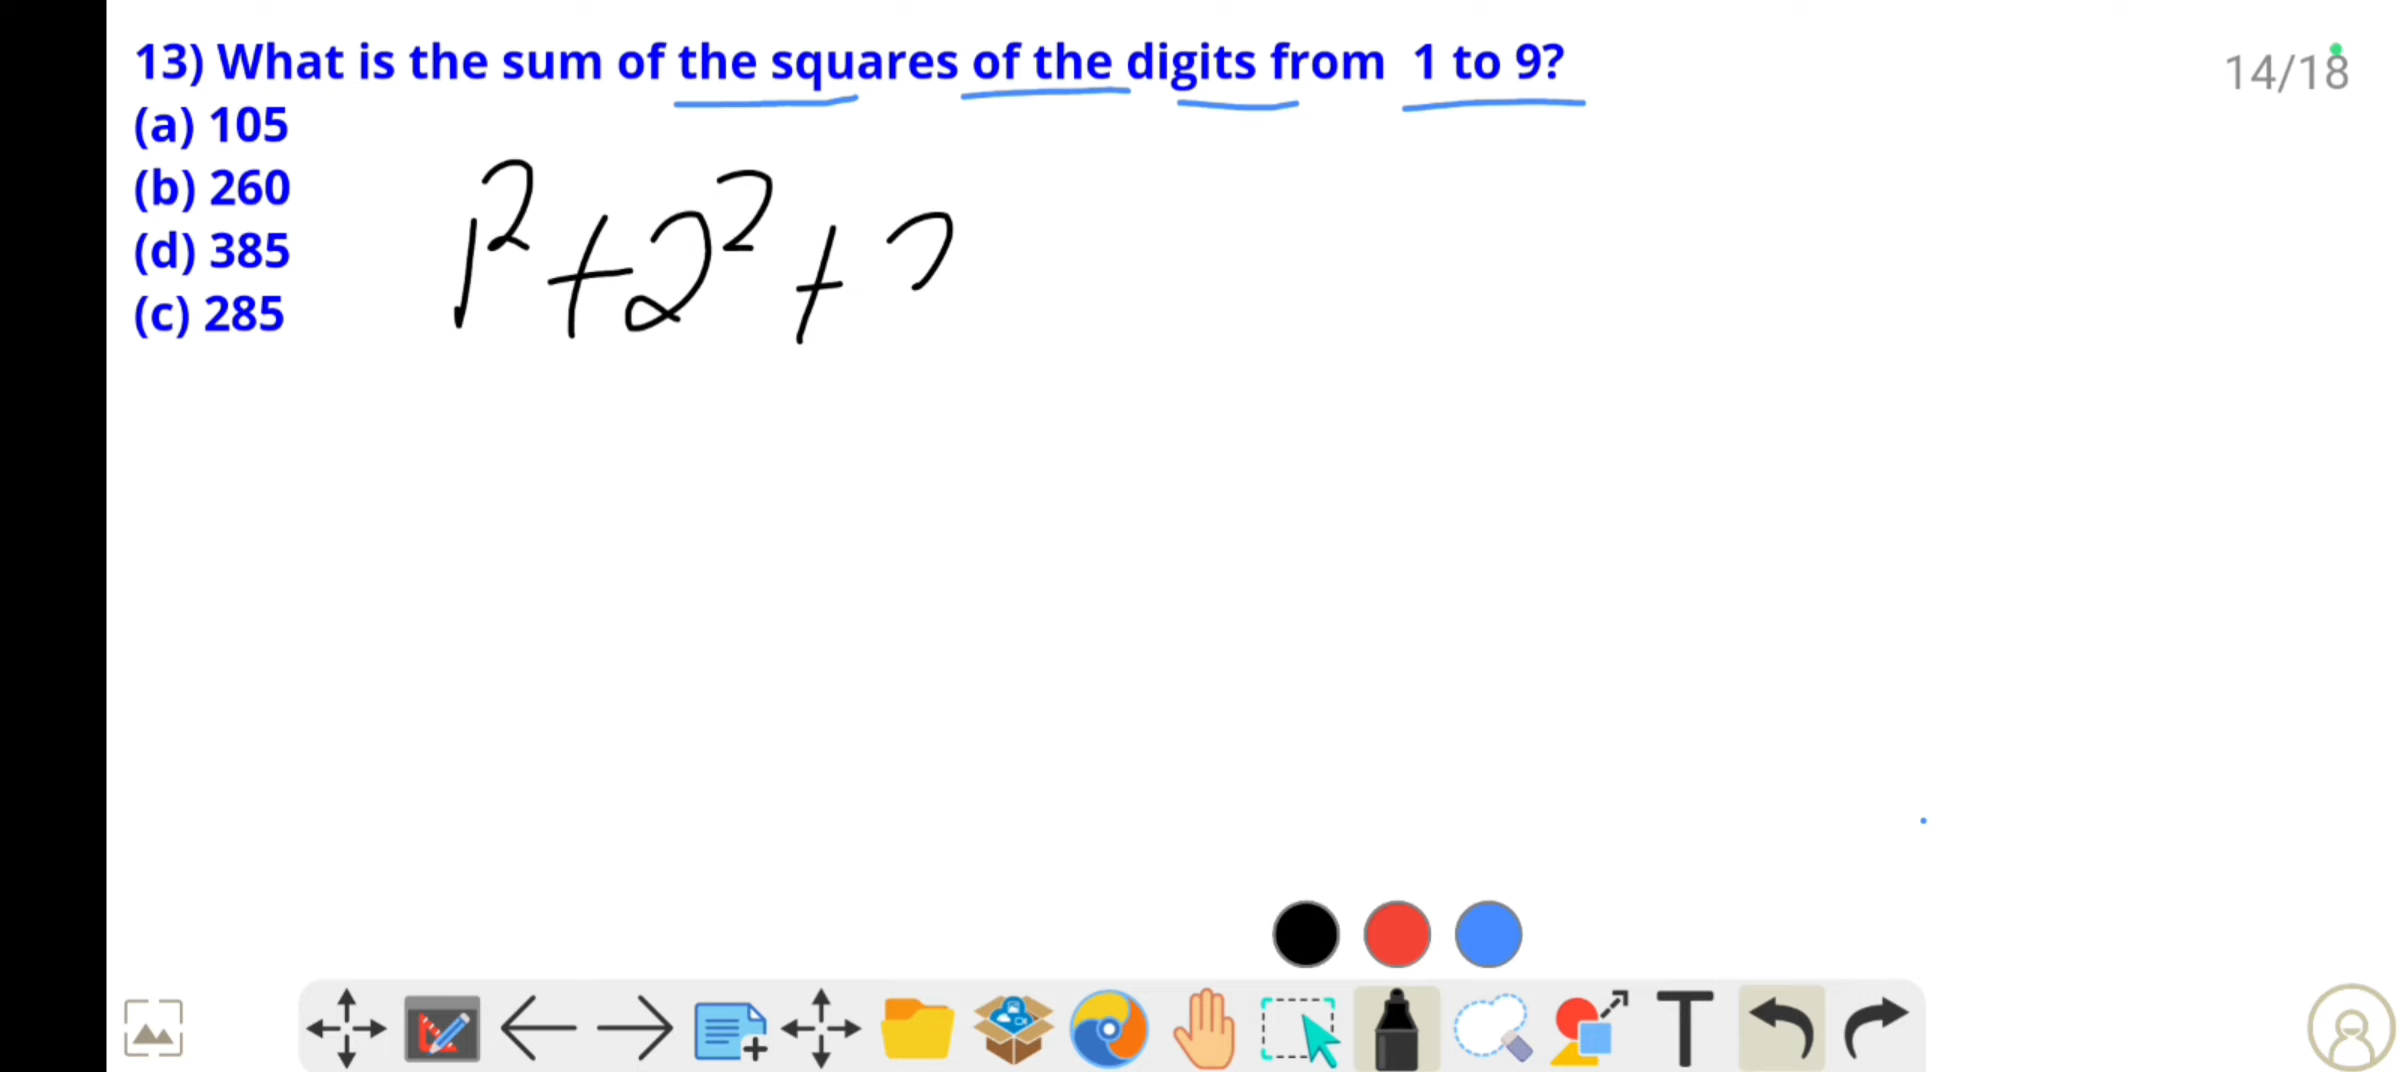 13) What is the sum of the squares of the digits from 1 to 9?
14/18
(a) 105
(b) 260
(d) 385
(c) 285
1² + 2² +
T